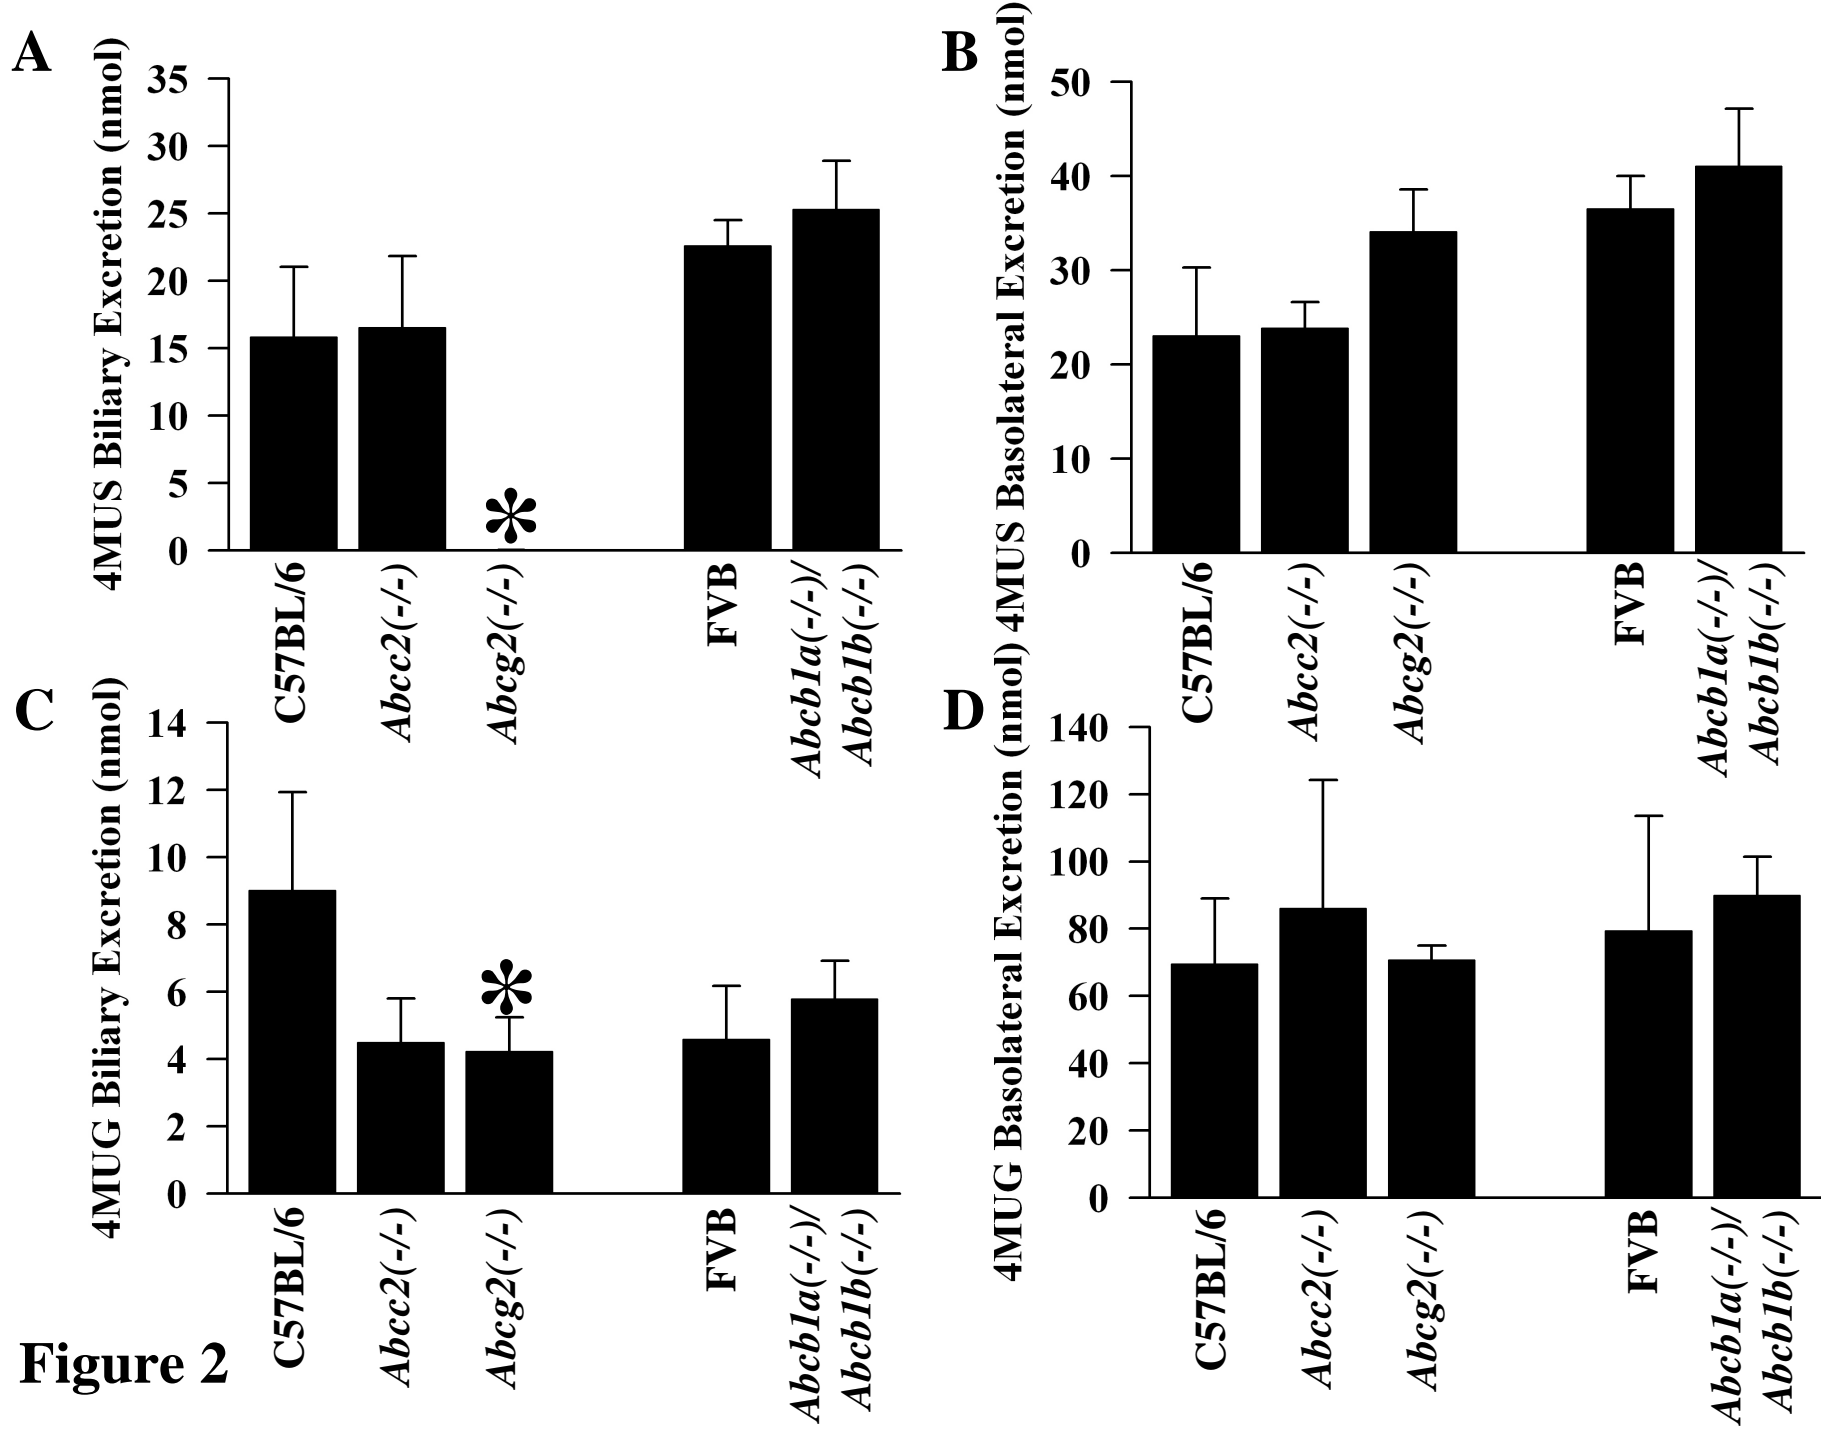 A
4MUS Biliary Excretion (nmol)
35
30
25
20
15
10
5
0
*
C57BL/6
Abcc2(-/-)
Abcg2(-/-)
FVB
Abcb1a(-/-)/
Abcb1b(-/-)
B
4MUS Basolateral Excretion (nmol)
50
40
30
20
10
0
C57BL/6
Abcc2(-/-)
Abcg2(-/-)
FVB
Abcb1a(-/-)/
Abcb1b(-/-)
C
4MUG Biliary Excretion (nmol)
14
12
10
8
6
4
2
0
*
C57BL/6
Abcc2(-/-)
Abcg2(-/-)
FVB
Abcb1a(-/-)/
Abcb1b(-/-)
D
4MUG Basolateral Excretion (nmol)
140
120
100
80
60
40
20
0
C57BL/6
Abcc2(-/-)
Abcg2(-/-)
FVB
Abcb1a(-/-)/
Abcb1b(-/-)
Figure 2